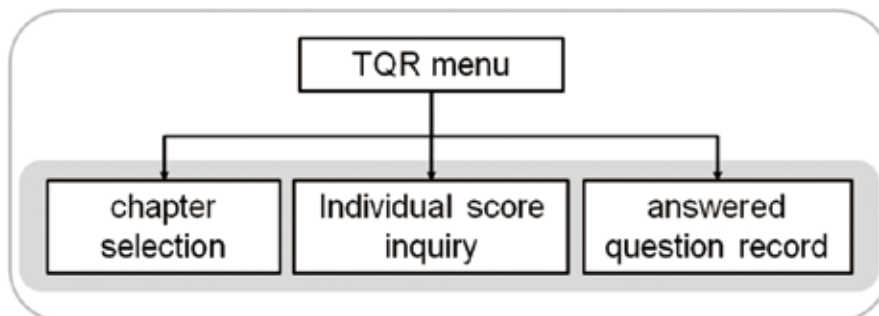 TQR menu
chapter
selection
Individual score
inquiry
answered
question record